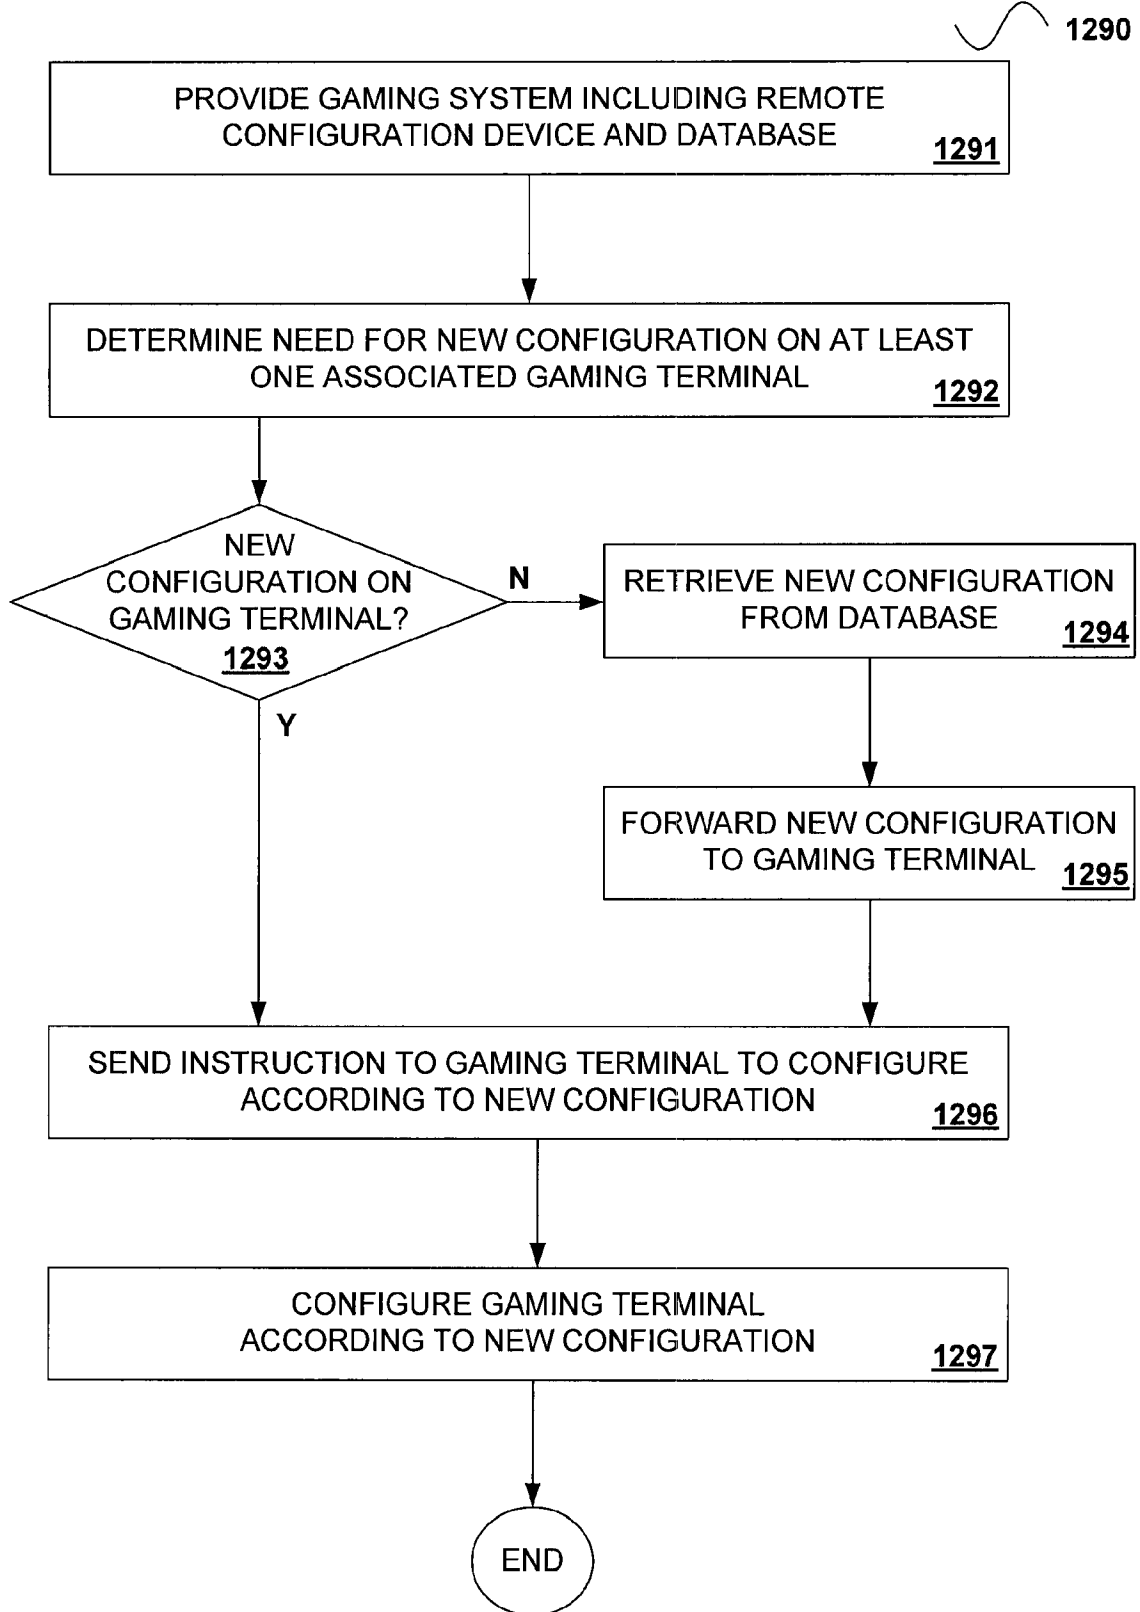 1290
PROVIDE GAMING SYSTEM INCLUDING REMOTE
CONFIGURATION DEVICE AND DATABASE
1291
DETERMINE NEED FOR NEW CONFIGURATION ON AT LEAST
ONE ASSOCIATED GAMING TERMINAL
1292
NEW
CONFIGURATION ON
GAMING TERMINAL?
1293
N
RETRIEVE NEW CONFIGURATION
FROM DATABASE
1294
Y
FORWARD NEW CONFIGURATION
TO GAMING TERMINAL
1295
SEND INSTRUCTION TO GAMING TERMINAL TO CONFIGURE
ACCORDING TO NEW CONFIGURATION
1296
CONFIGURE GAMING TERMINAL
ACCORDING TO NEW CONFIGURATION
1297
END